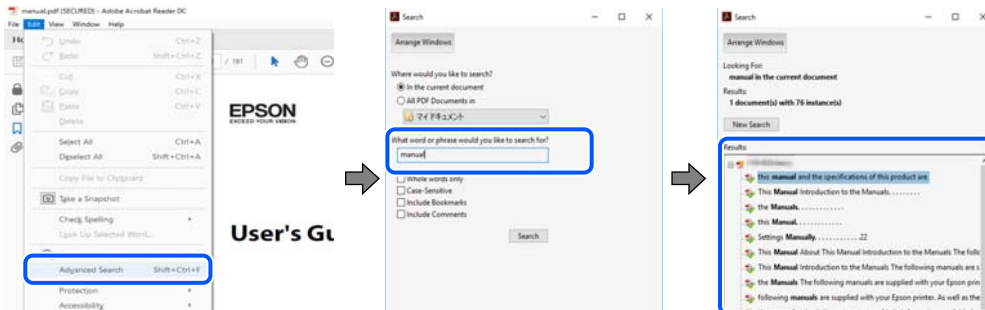 manual.pdf (SECURED) - Adobe Acrobat Reader DC
File Edit View Window Help
Undo Ctrl+Z
Redo Shift+Ctrl+Z
Cut Ctrl+X
Copy Ctrl+C
Paste Ctrl+V
Delete
Select All Ctrl+A
Deselect All Shift+Ctrl+A
Copy File to Clipboard
Take a Snapshot
Check Spelling
Look Up Selected Word...
Advanced Search Shift+Ctrl+F
Protection
Accessibility
/ 181
EPSON
EXCEED YOUR VISION
User's Gu
Search
Arrange Windows
Where would you like to search?
In the current document
All PDF Documents in
マイ ドキュメント
What word or phrase would you like to search for?
manual
Whole words only
Case-Sensitive
Include Bookmarks
Include Comments
Search
Search
Arrange Windows
Looking For:
manual in the current document
Results:
1 document(s) with 76 instance(s)
New Search
Results:
this manual and the specifications of this product are
This Manual Introduction to the Manuals. . . . . . . . .
the Manuals. . . . . . . . . . . . .
this Manual. . . . . . . . . . . . .
Settings Manually. . . . . . . . . . . . .22
This Manual About This Manual Introduction to the Manuals The follo
This Manual Introduction to the Manuals The following manuals are s
the Manuals The following manuals are supplied with your Epson prin
following manuals are supplied with your Epson printer. As well as the